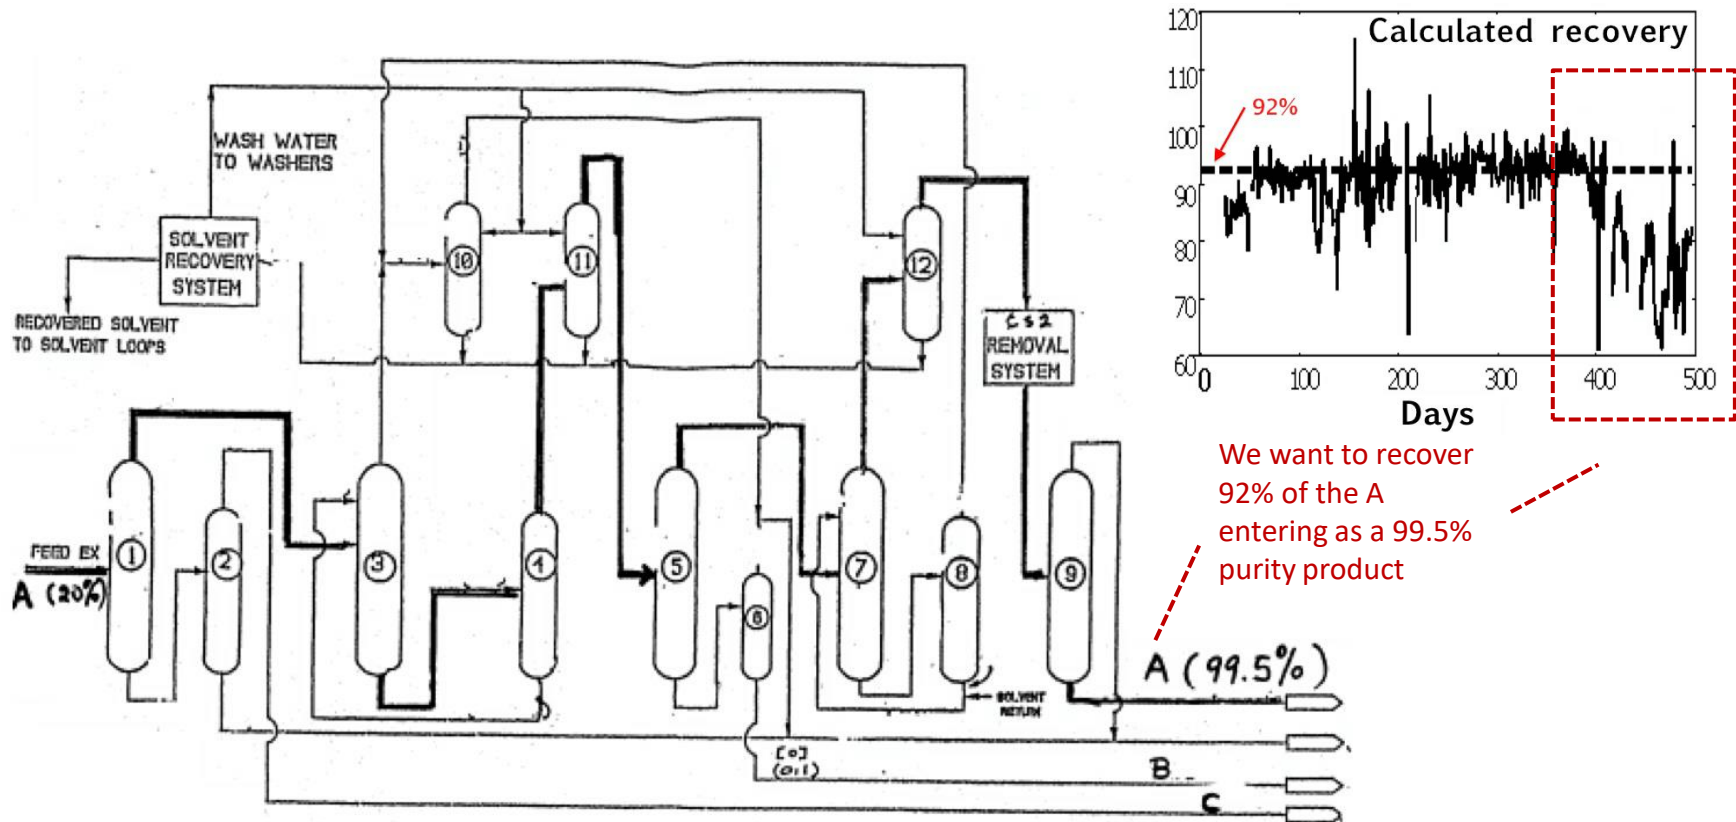 WASH WATER
TO WASHERS
SOLVENT
RECOVERY
SYSTEM
RECOVERED SOLVENT
TO SOLVENT LOOPS
10
11
12
CS2
REMOVAL
SYSTEM
FEED EX
A (20%)
1
2
3
4
5
6
7
8
9
SOLVENT
RETURN
A (99.5%)
[0]
(0,1)
B
C
Calculated recovery
92%
120
110
100
90
80
70
60
0
100
200
300
400
500
Days
We want to recover
92% of the A
entering as a 99.5%
purity product